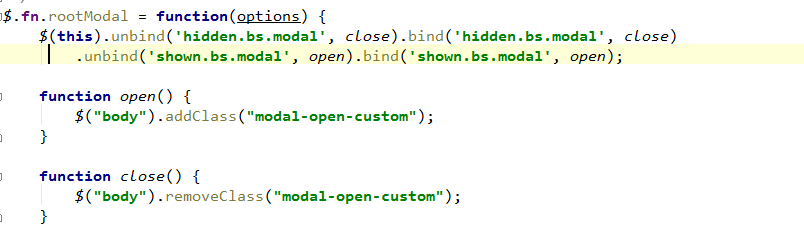 $.fn.rootModal = function(options) {
    $(this).unbind('hidden.bs.modal', close).bind('hidden.bs.modal', close)
        .unbind('shown.bs.modal', open).bind('shown.bs.modal', open);
    function open() {
        $("body").addClass("modal-open-custom");
    }
    function close() {
        $("body").removeClass("modal-open-custom");
    }